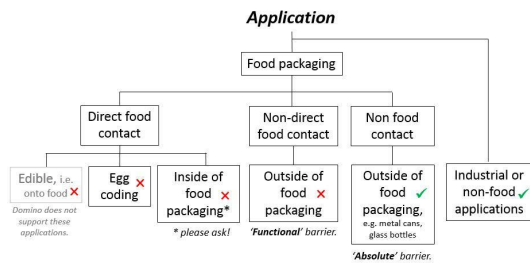 Application
Food packaging
Direct food
contact
Non-direct
food contact
Non food
contact
Edible, i.e.
onto food
Domino does not
support these
applications.
Egg
coding
Inside of
food
packaging*
* please ask!
Outside of
food
packaging
'Functional' barrier.
Outside of
food
packaging,
e.g. metal cans,
glass bottles
'Absolute' barrier.
Industrial or
non-food
applications